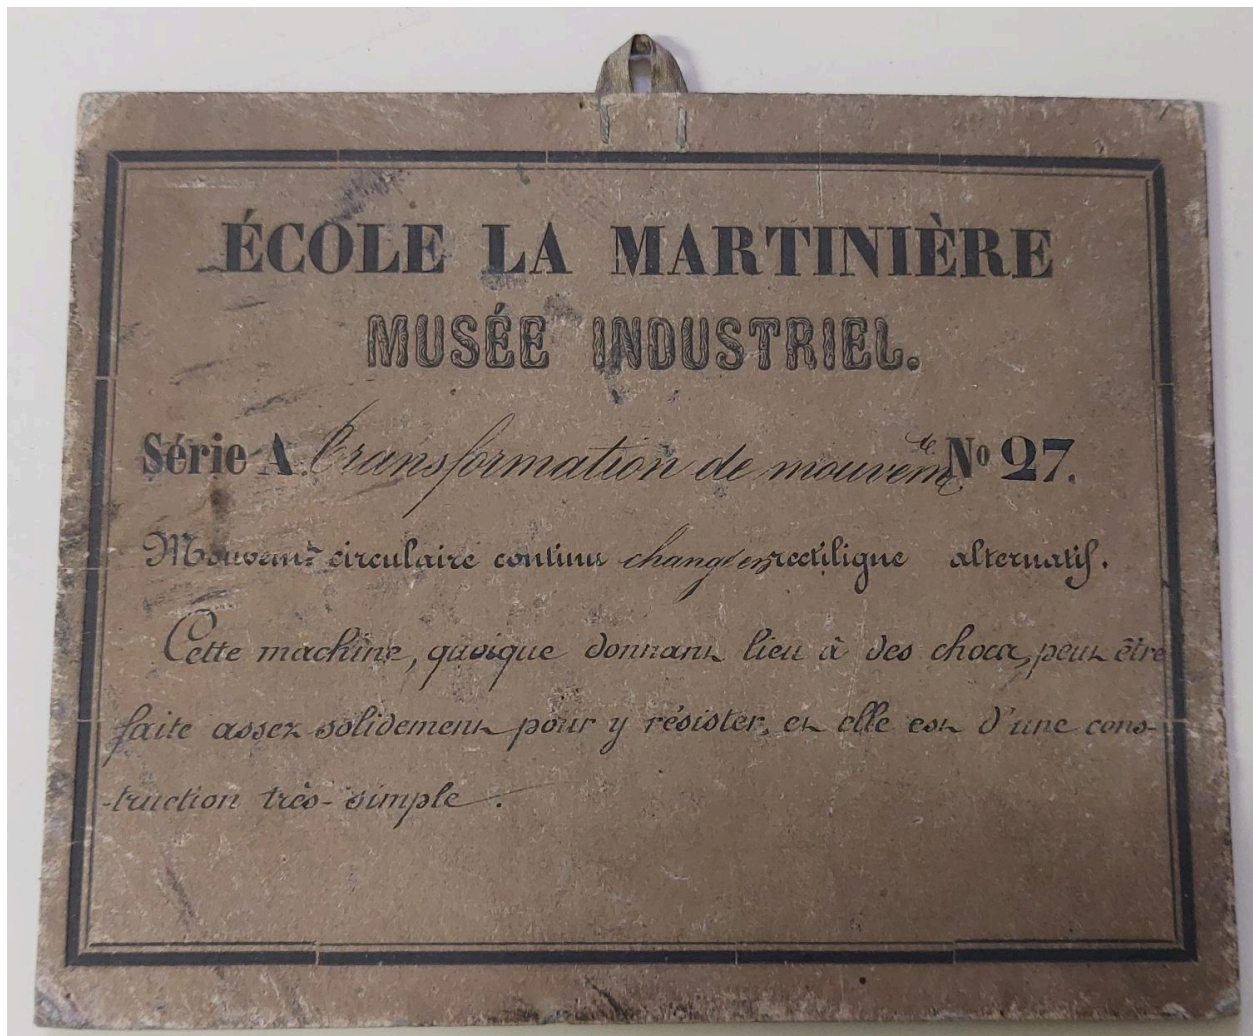 ÉCOLE LA MARTINIÈRE
MUSÉE INDUSTRIEL.
Série A Transformation de mouvem te No 27.
Mouvemt circulaire continu changé en rectiligne alternatif.
Cette machine, quoique donnant lieu à des chocs, peut être
faite assez solidement pour y résister, et elle est d'une cons-
-truction très-simple.